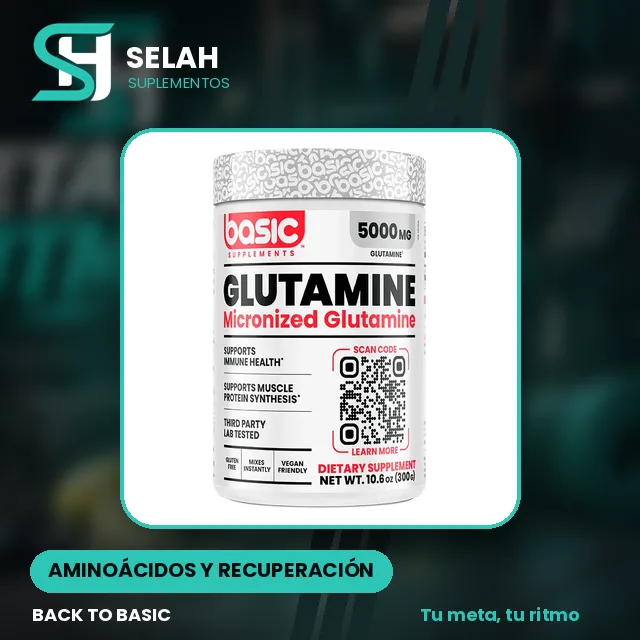 SELAH
SUPLEMENTOS
basic
SUPPLEMENTS™
5000 MG
GLUTAMINE
GLUTAMINE
Micronized Glutamine
SUPPORTS
IMMUNE HEALTH*
SUPPORTS MUSCLE
PROTEIN SYNTHESIS*
THIRD PARTY
LAB TESTED
GLUTEN
FREE
MIXES
INSTANTLY
VEGAN
FRIENDLY
SCAN CODE
LEARN MORE
DIETARY SUPPLEMENT
NET WT. 10.6 oz (300g)
AMINOÁCIDOS Y RECUPERACIÓN
BACK TO BASIC
Tu meta, tu ritmo